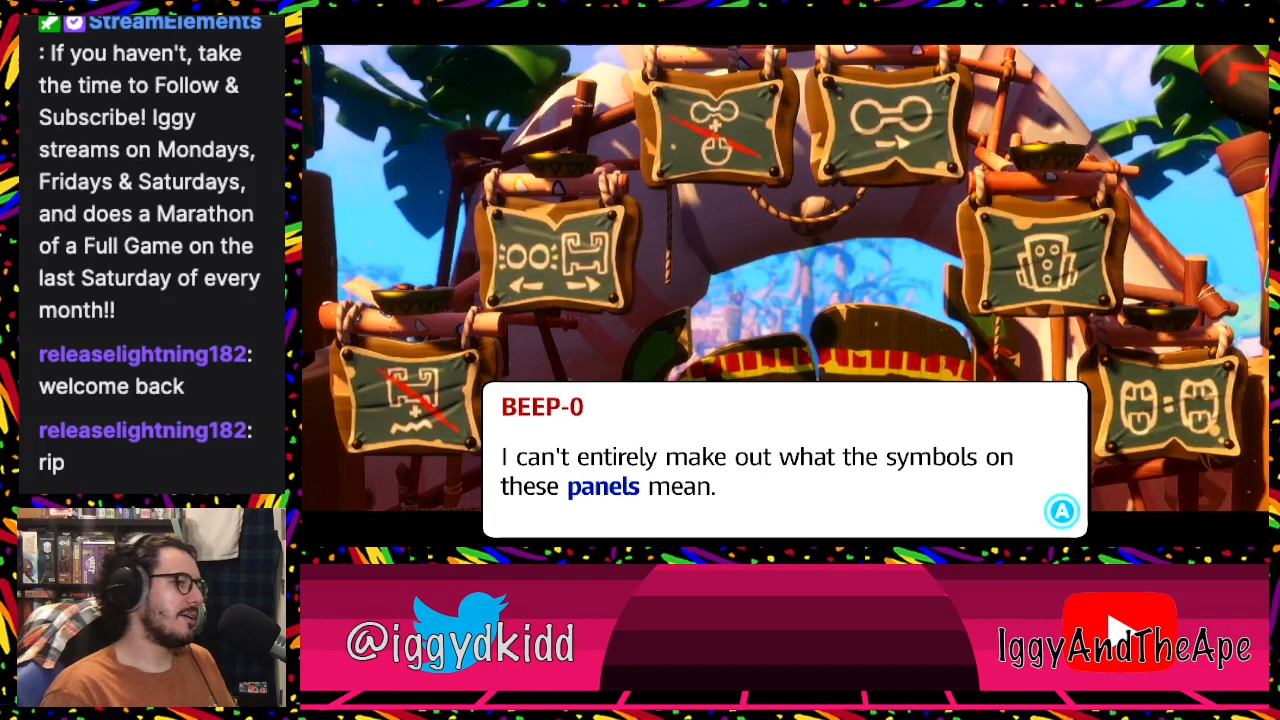 StreamElements
: If you haven't, take
the time to Follow &
Subscribe! Iggy
streams on Mondays,
Fridays & Saturdays,
and does a Marathon
of a Full Game on the
last Saturday of every
month!!
releaselightning182:
welcome back
releaselightning182:
rip
BEEP-0
I can't entirely make out what the symbols on
these panels mean.
A
@iggydkidd
IggyAndTheApe